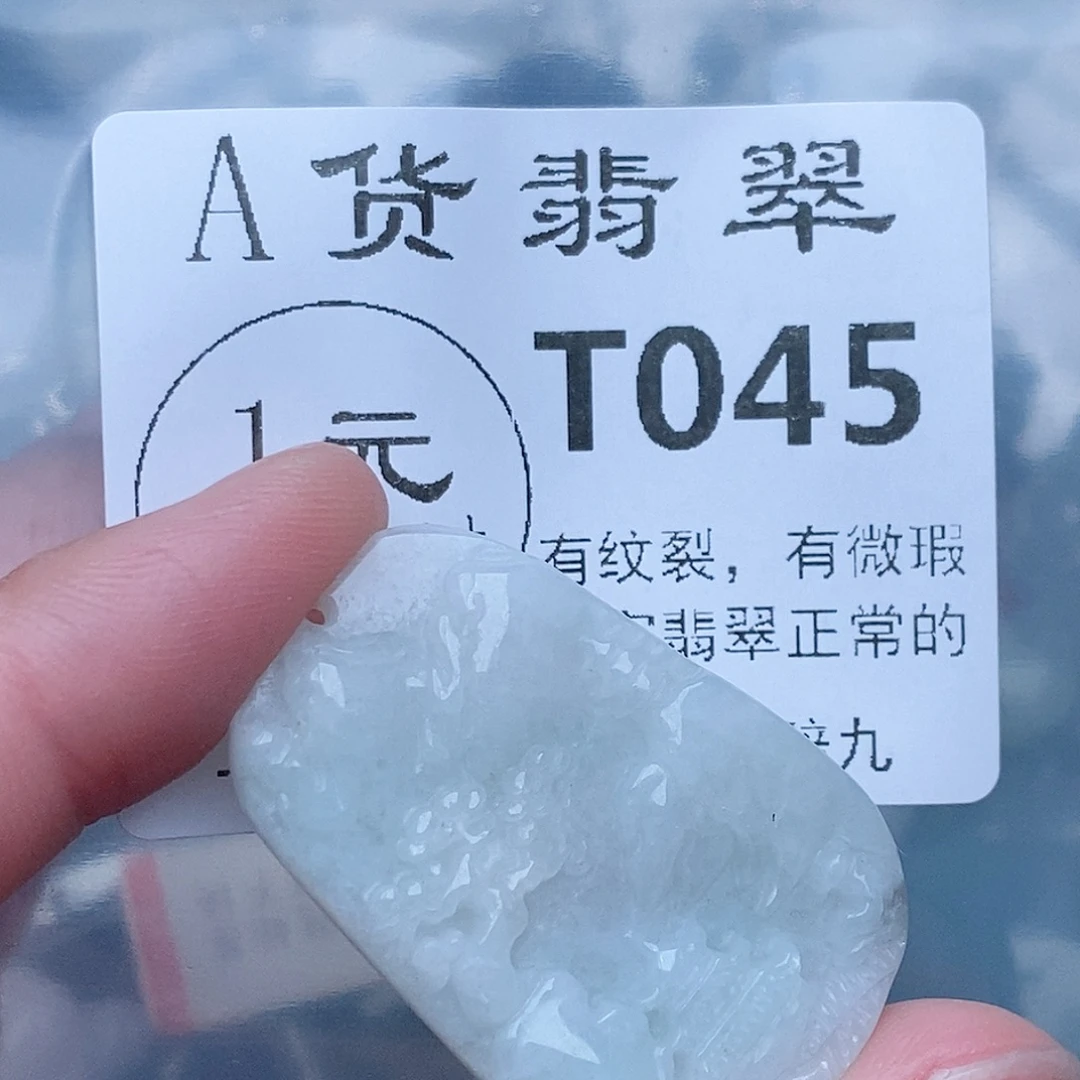 A货翡翠
T045
1元
有纹裂，有微瑕
翡翠正常的
九